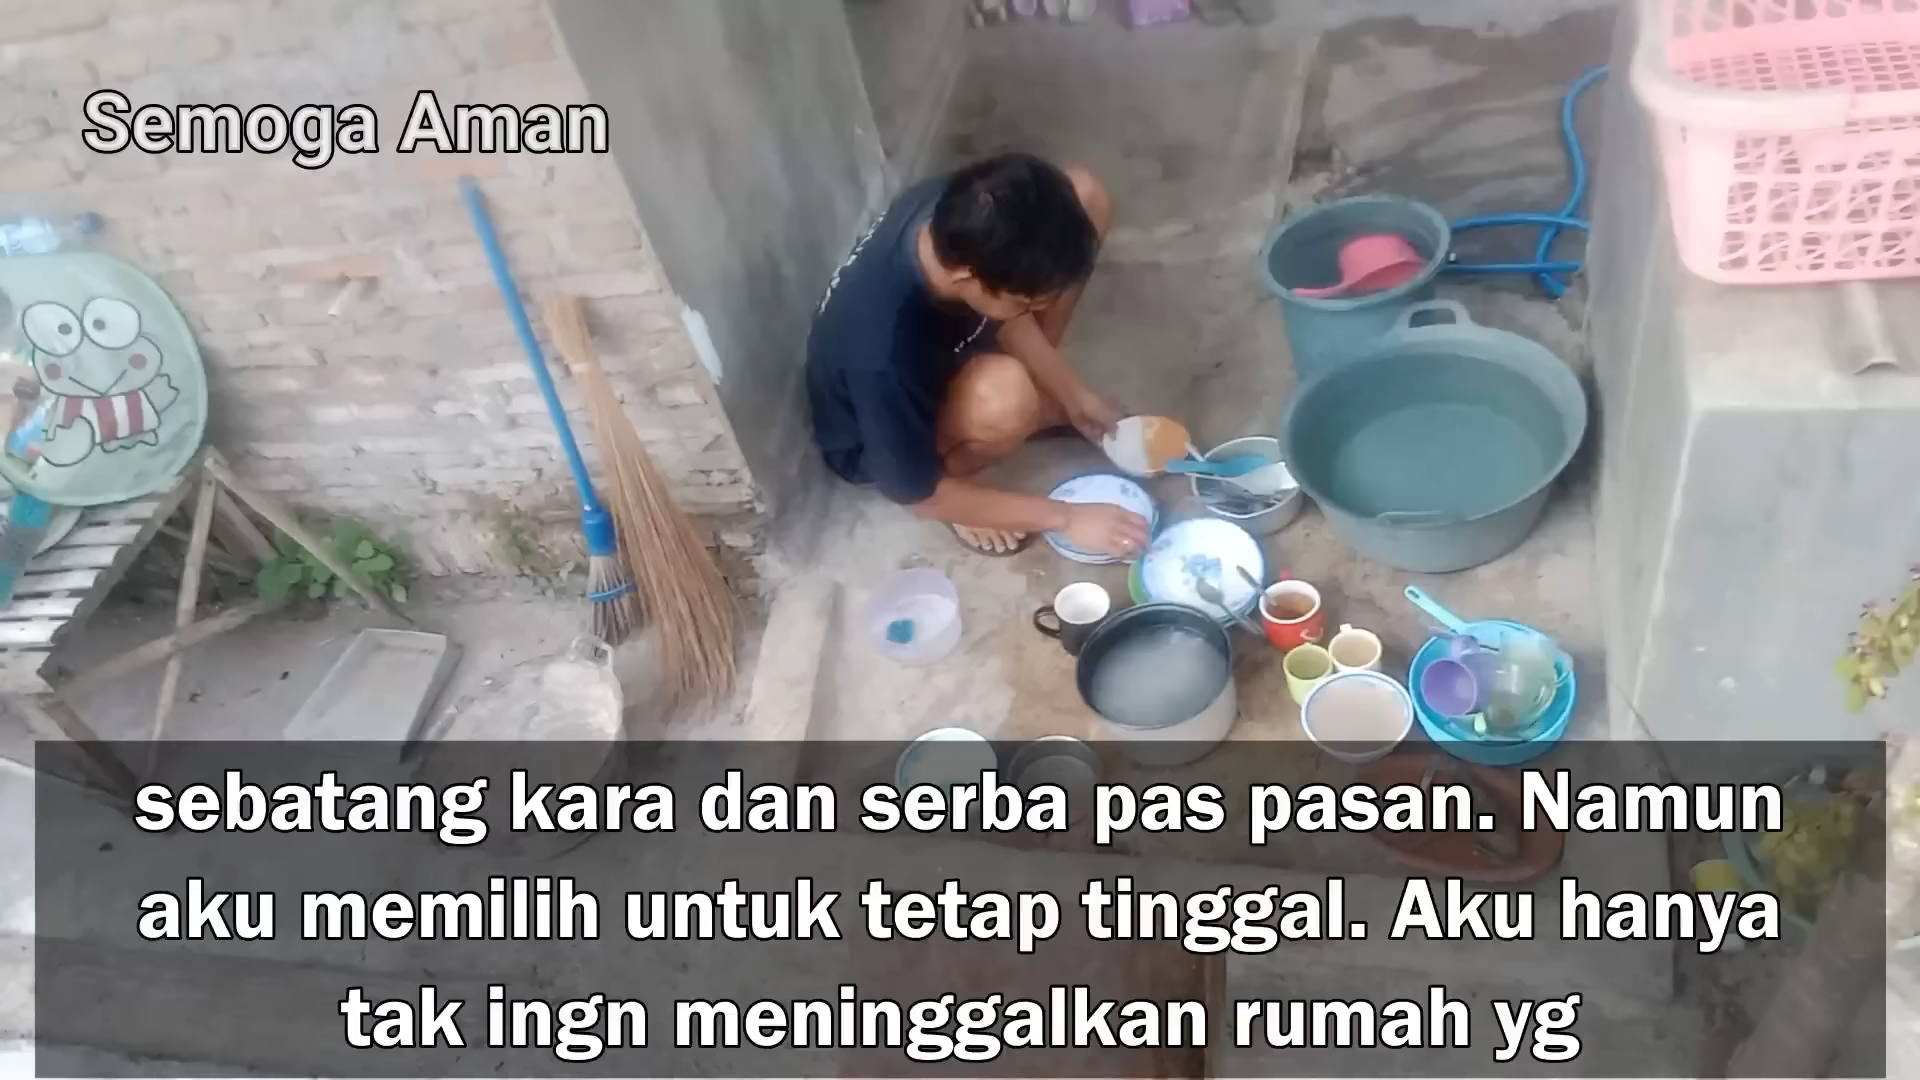 Semoga Aman
sebatang kara dan serba pas pasan. Namun
aku memilih untuk tetap tinggal. Aku hanya
tak ingn meninggalkan rumah yg